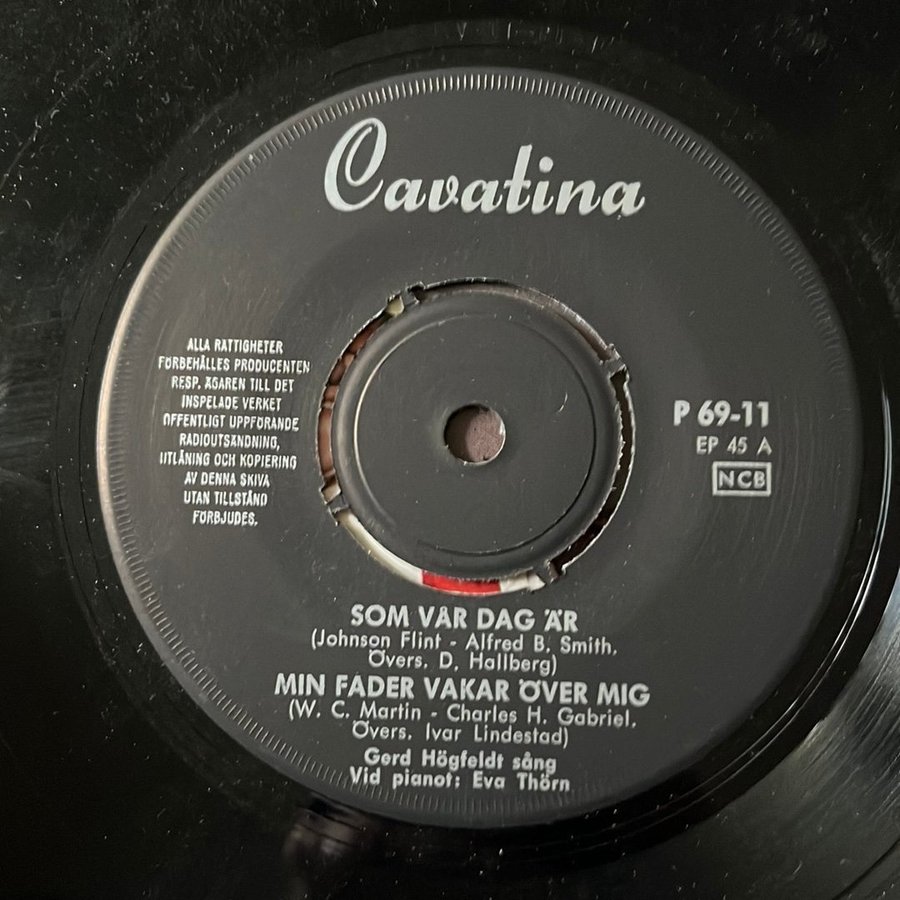 Cavatina
ALLA RÄTTIGHETER
FÖRBEHÅLLES PRODUCENTEN
RESP. ÄGAREN TILL DET
INSPELADE VERKET
OFFENTLIGT UPPFÖRANDE
RADIOUTSÄNDNING,
UTLÅNING OCH KOPIERING
AV DENNA SKIVA
UTAN TILLSTÅND
FÖRBJUDES.
P 69-11
EP 45 A
NCB
SOM VÅR DAG ÄR
(Johnson Flint - Alfred B. Smith.
Övers. D. Hallberg)
MIN FADER VAKAR ÖVER MIG
(W. C. Martin - Charles H. Gabriel.
Övers. Ivar Lindestad)
Gerd Högfeldt sång
Vid pianot: Eva Thörn